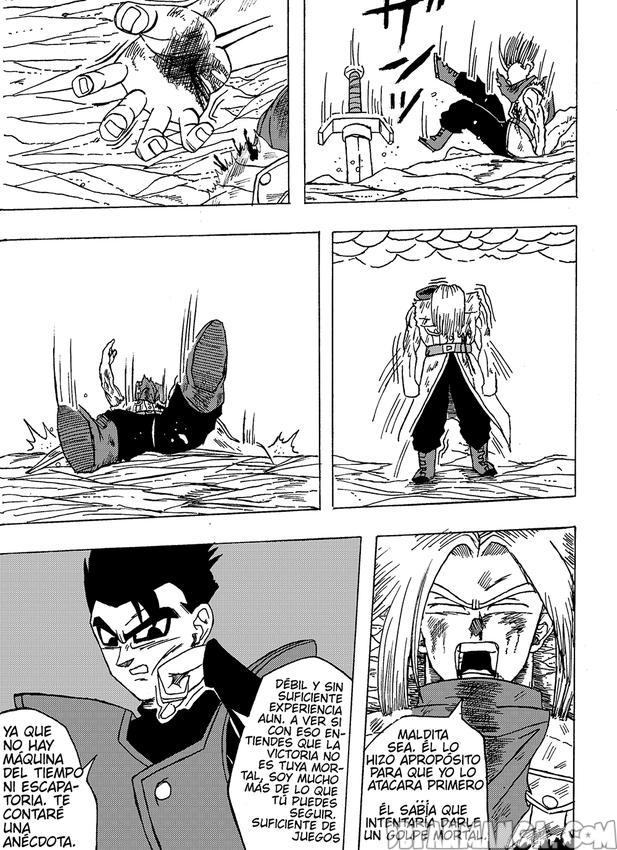 MALDITA
SEA. ÉL LO
HIZO APROPÓSITO
PARA QUE YO LO
ATACARA PRIMERO
...
ÉL SABÍA QUE
INTENTARÍA DARLE
UN GOLPE MORTAL.
DÉBIL Y SIN
SUFICIENTE
EXPERIENCIA
AUN. A VER SI
CON ESO EN-
TIENDES QUE LA
VICTORIA NO
ES TUYA MOR-
TAL, SOY MUCHO
MÁS DE LO QUE
TÚ PUEDES
SEGUIR.
SUFICIENTE DE
JUEGOS
YA QUE
NO HAY
MÁQUINA
DEL TIEMPO
NI ESCAPA-
TORIA. TE
CONTARÉ
UNA
ANÉCDOTA.